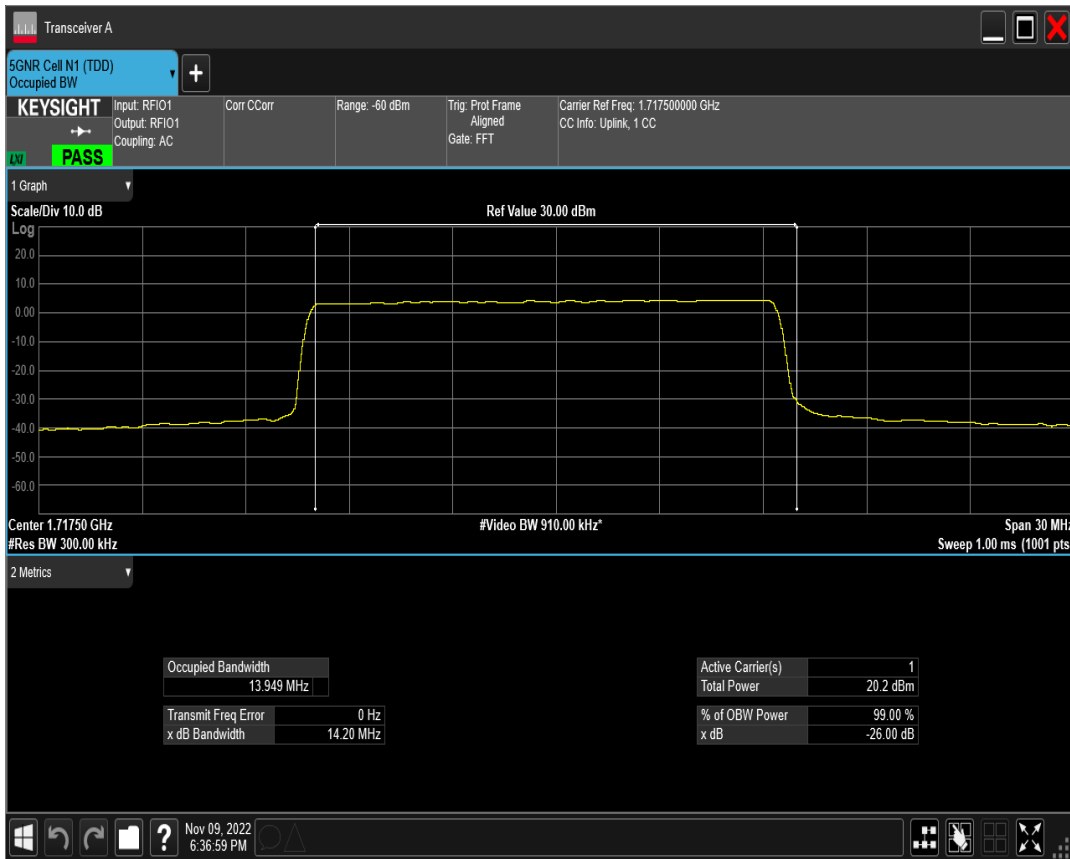 Transceiver A
5GNR Cell N1 (TDD)
Occupied BW
+
KEYSIGHT
LXI
PASS
Input: RFIO1
Output: RFIO1
Coupling: AC
Corr CCorr
Range: -60 dBm
Trig: Prot Frame
Aligned
Gate: FFT
Carrier Ref Freq: 1.717500000 GHz
CC Info: Uplink, 1 CC
1 Graph
Scale/Div 10.0 dB
Ref Value 30.00 dBm
Log
20.0
10.0
0.00
-10.0
-20.0
-30.0
-40.0
-50.0
-60.0
Center 1.71750 GHz
#Video BW 910.00 kHz*
Span 30 MHz
#Res BW 300.00 kHz
Sweep 1.00 ms (1001 pts
2 Metrics
Occupied Bandwidth
13.949 MHz
Transmit Freq Error 0 Hz
x dB Bandwidth 14.20 MHz
Active Carrier(s) 1
Total Power 20.2 dBm
% of OBW Power 99.00 %
x dB -26.00 dB
?
Nov 09, 2022
6:36:59 PM